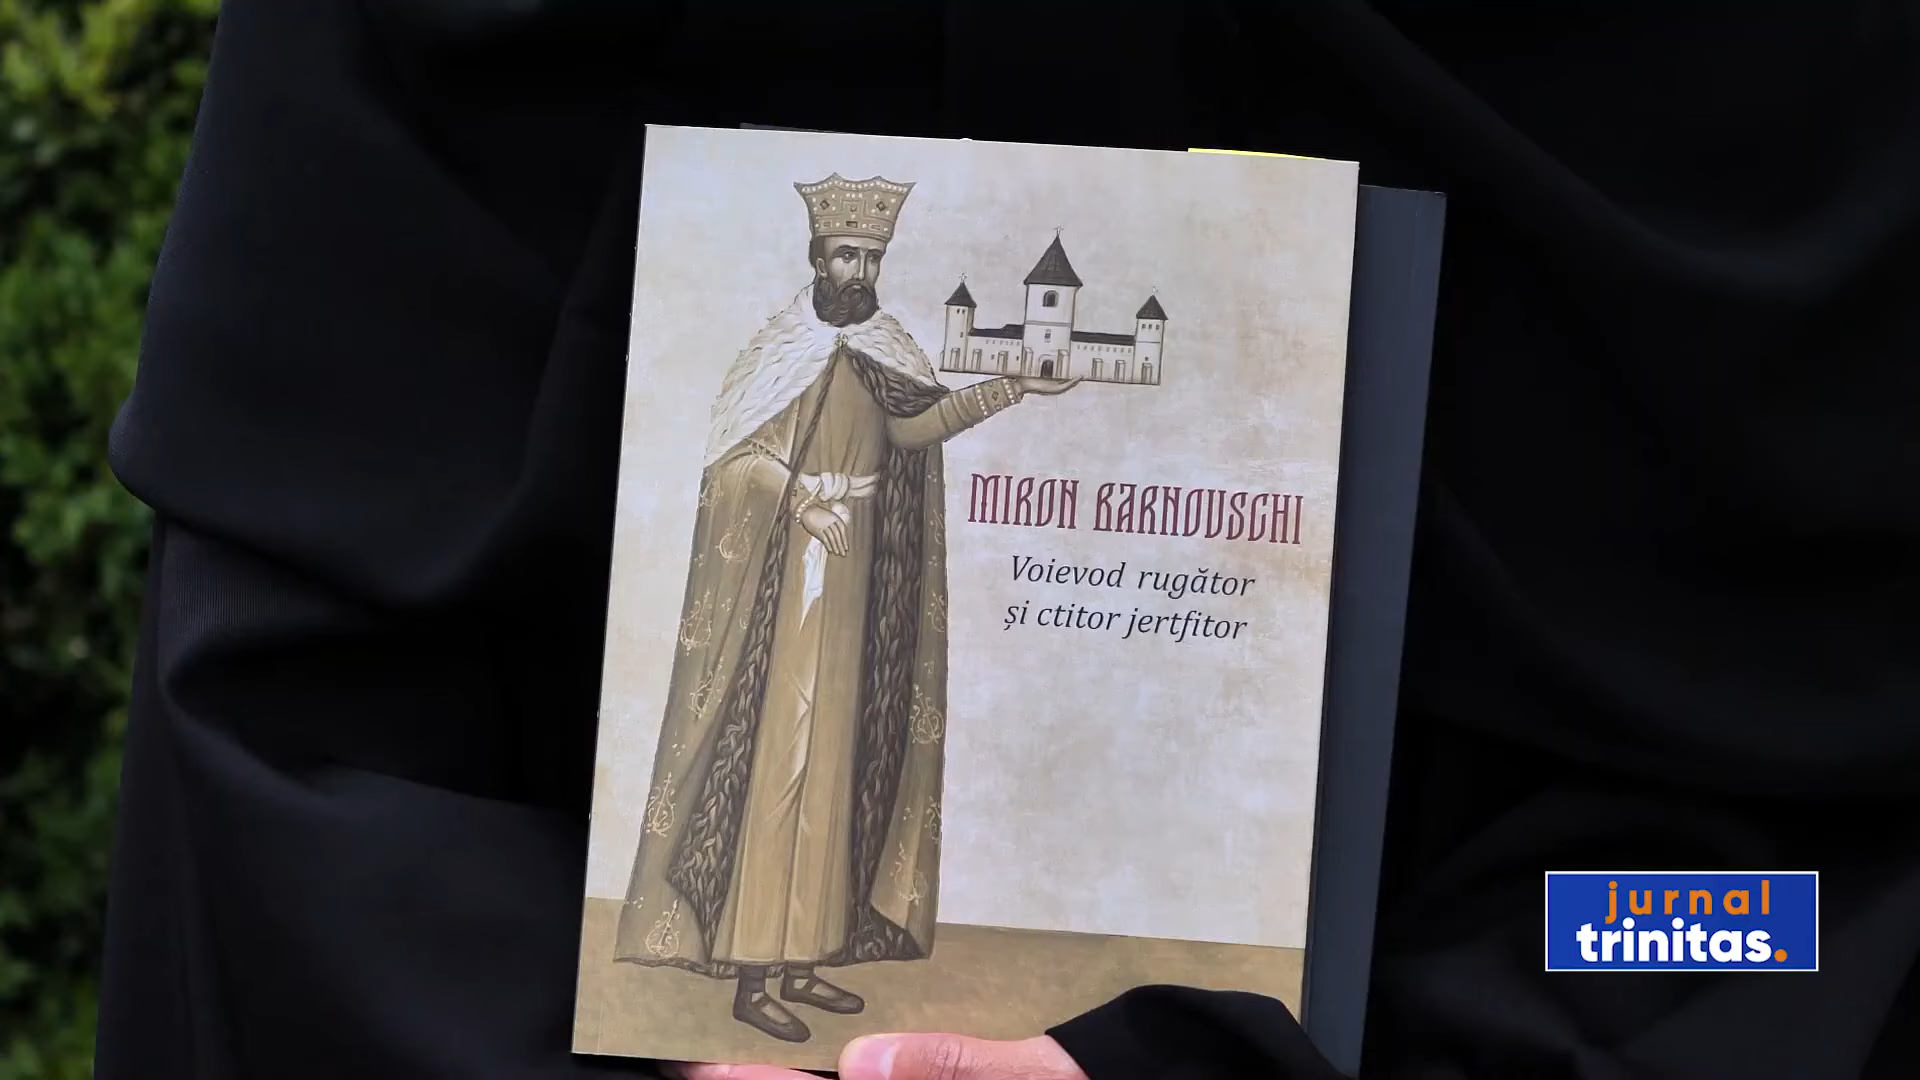 MIRON BARNOVSCHI
Voievod rugător
și ctitor jertfitor
jurnal
trinitas.